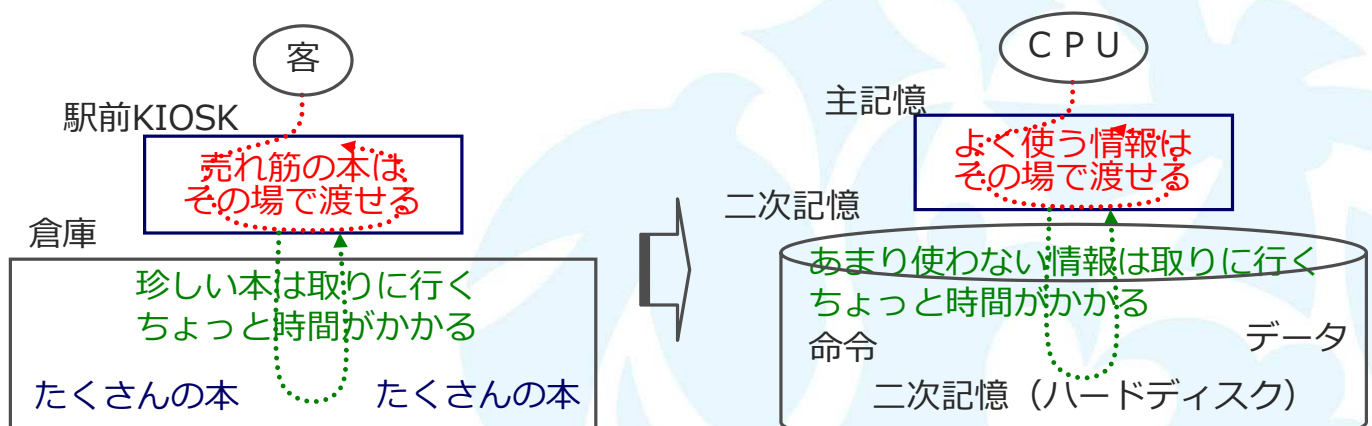 客
駅前KIOSK
売れ筋の本は
その場で渡せる
倉庫
珍しい本は取りに行く
ちょっと時間がかかる
たくさんの本
たくさんの本
ＣＰＵ
主記憶
よく使う情報は
その場で渡せる
二次記憶
あまり使わない情報は取りに行く
ちょっと時間がかかる
命令
データ
二次記憶（ハードディスク）